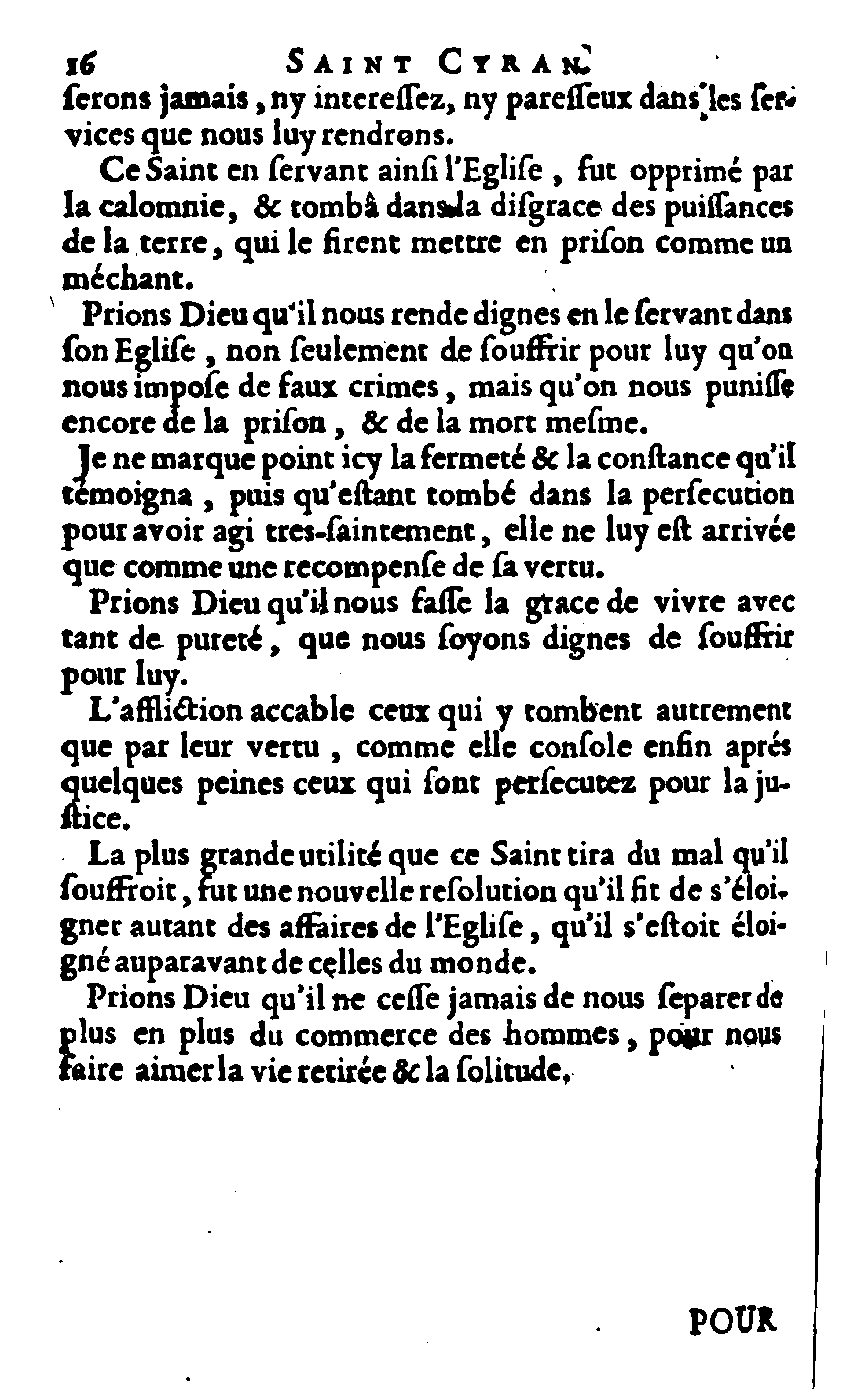 16 SAINT CYRAN.
ſerons jamais, ny intereſſez, ny pareſſeux dans les ſer-
vices que nous luy rendrons.
Ce Saint en ſervant ainſi l'Egliſe, fut opprimé par
la calomnie, & tomba dans la diſgrace des puiſſances
de la terre, qui le firent mettre en priſon comme un
méchant.
Prions Dieu qu'il nous rende dignes en le ſervant dans
ſon Egliſe, non ſeulement de ſouffrir pour luy qu'on
nous impoſe de faux crimes, mais qu'on nous puniſſe
encore de la priſon, & de la mort meſme.
Je ne marque point icy la fermeté & la conſtance qu'il
témoigna, puis qu'eſtant tombé dans la perſecution
pour avoir agi tres-ſaintement, elle ne luy eſt arrivée
que comme une recompenſe de ſa vertu.
Prions Dieu qu'il nous faſſe la grace de vivre avec
tant de pureté, que nous ſoyons dignes de ſouffrir
pour luy.
L'affliction accable ceux qui y tombent autrement
que par leur vertu, comme elle conſole enfin aprés
quelques peines ceux qui ſont perſecutez pour la ju-
ſtice.
La plus grande utilité que ce Saint tira du mal qu'il
ſouffroit, fut une nouvelle reſolution qu'il fit de s'éloi-
gner autant des affaires de l'Egliſe, qu'il s'eſtoit éloi-
gné auparavant de celles du monde.
Prions Dieu qu'il ne ceſſe jamais de nous ſeparer de
plus en plus du commerce des hommes, pour nous
faire aimer la vie retirée & la ſolitude.
POUR